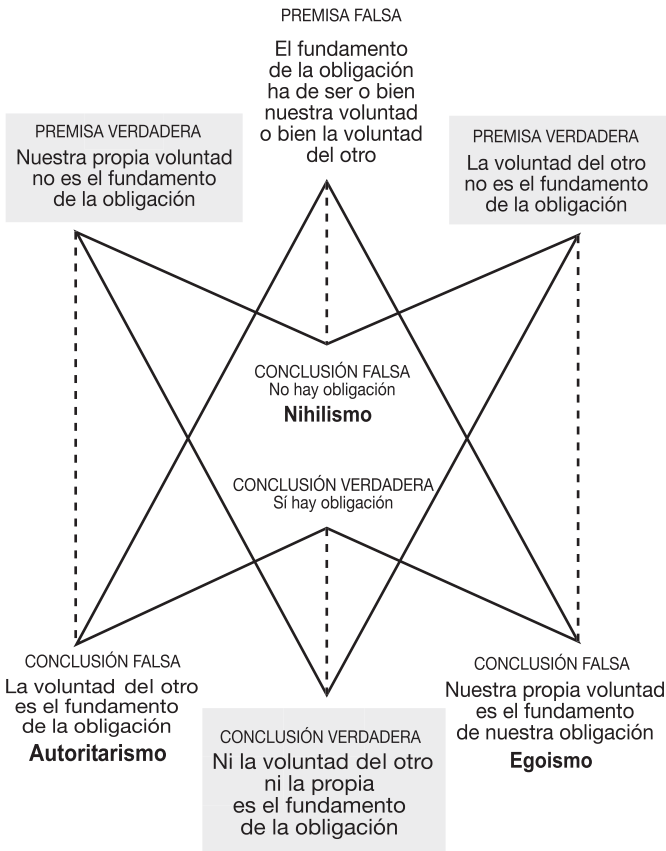 PREMISA FALSA
El fundamento
de la obligación
ha de ser o bien
nuestra voluntad
o bien la voluntad
del otro
PREMISA VERDADERA
Nuestra propia voluntad
no es el fundamento
de la obligación
PREMISA VERDADERA
La voluntad del otro
no es el fundamento
de la obligación
CONCLUSIÓN FALSA
No hay obligación
Nihilismo
CONCLUSIÓN VERDADERA
Sí hay obligación
CONCLUSIÓN FALSA
La voluntad del otro
es el fundamento
de la obligación
Autoritarismo
CONCLUSIÓN VERDADERA
Ni la voluntad del otro
ni la propia
es el fundamento
de la obligación
CONCLUSIÓN FALSA
Nuestra propia voluntad
es el fundamento
de nuestra obligación
Egoismo